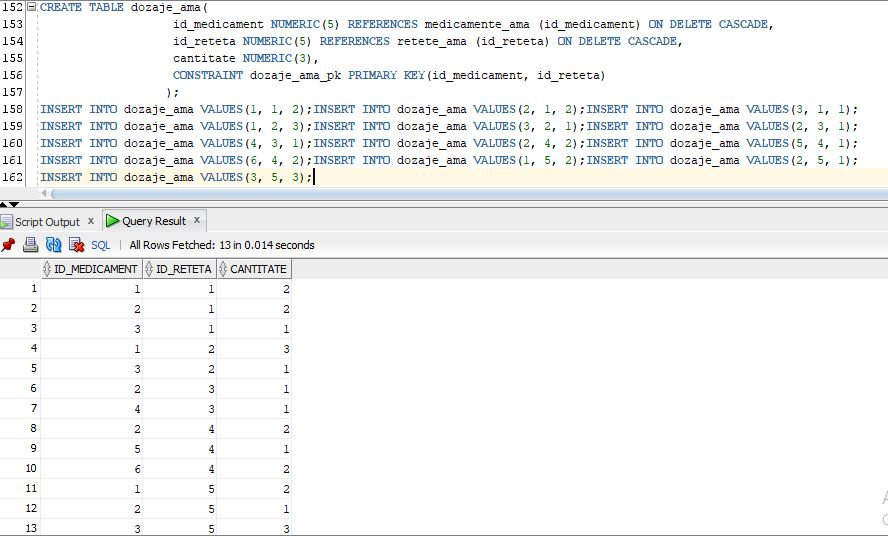 152 CREATE TABLE dozaje_ama(
153 id_medicament NUMERIC(5) REFERENCES medicamente_ama (id_medicament) ON DELETE CASCADE,
154 id_reteta NUMERIC(5) REFERENCES retete_ama (id_reteta) ON DELETE CASCADE,
155 cantitate NUMERIC(3),
156 CONSTRAINT dozaje_ama_pk PRIMARY KEY(id_medicament, id_reteta)
157 );
158 INSERT INTO dozaje_ama VALUES(1, 1, 2);INSERT INTO dozaje_ama VALUES(2, 1, 2);INSERT INTO dozaje_ama VALUES(3, 1, 1);
159 INSERT INTO dozaje_ama VALUES(1, 2, 3);INSERT INTO dozaje_ama VALUES(3, 2, 1);INSERT INTO dozaje_ama VALUES(2, 3, 1);
160 INSERT INTO dozaje_ama VALUES(4, 3, 1);INSERT INTO dozaje_ama VALUES(2, 4, 2);INSERT INTO dozaje_ama VALUES(5, 4, 1);
161 INSERT INTO dozaje_ama VALUES(6, 4, 2);INSERT INTO dozaje_ama VALUES(1, 5, 2);INSERT INTO dozaje_ama VALUES(2, 5, 1);
162 INSERT INTO dozaje_ama VALUES(3, 5, 3);
Script Output x Query Result x
SQL | All Rows Fetched: 13 in 0.014 seconds
ID_MEDICAMENT ID_RETETA CANTITATE
1 1 1 2
2 2 1 2
3 3 1 1
4 1 2 3
5 3 2 1
6 2 3 1
7 4 3 1
8 2 4 2
9 5 4 1
10 6 4 2
11 1 5 2
12 2 5 1
13 3 5 3